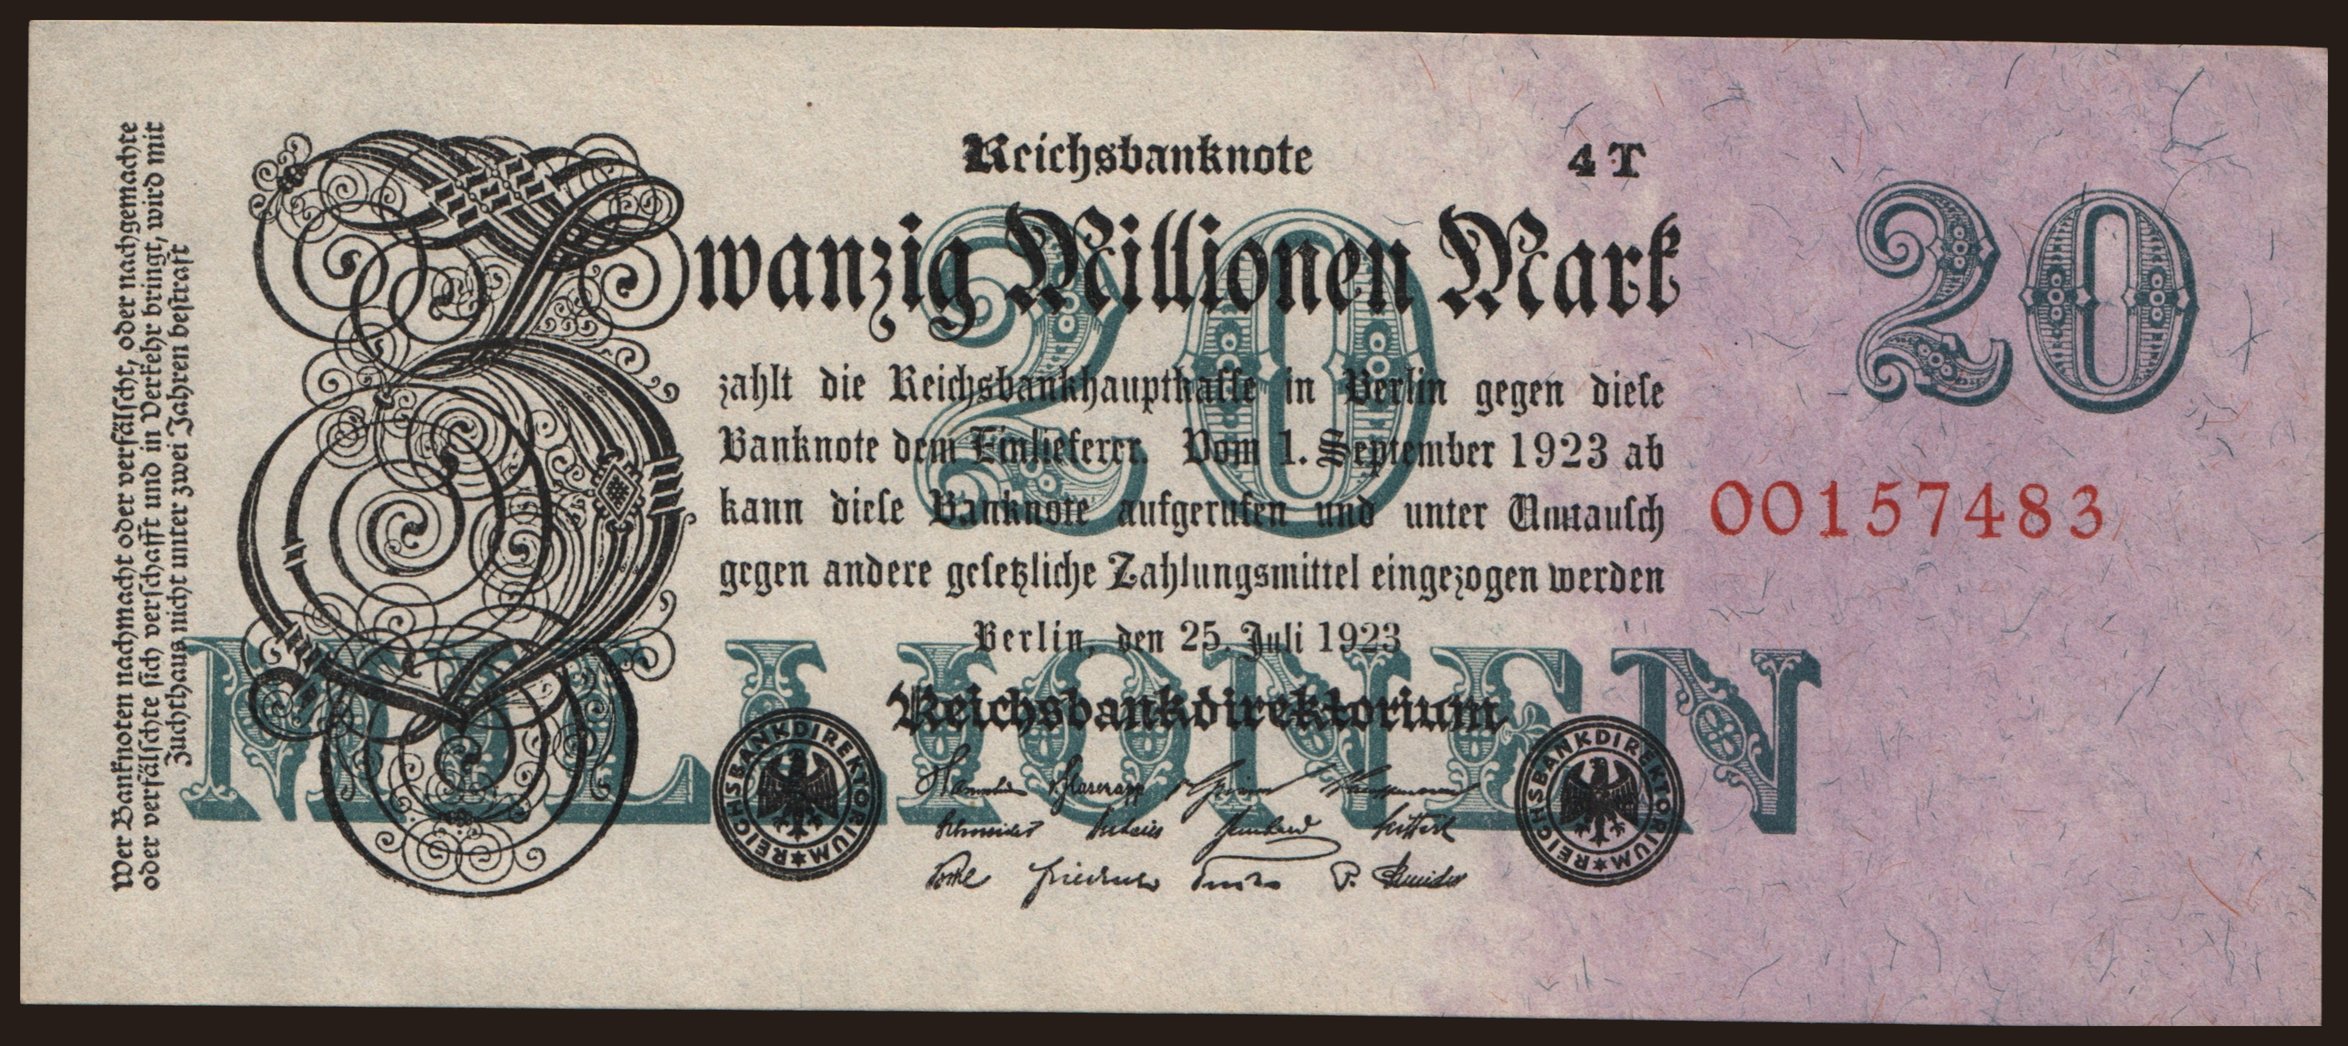 Wer Banknoten nachmacht oder verfälscht, oder nachgemachte
oder verfälschte sich verschafft und in Verkehr bringt, wird mit
Zuchthaus nicht unter zwei Jahren bestraft
Reichsbanknote
4 T
Zwanzig Millionen Mark
20
20
zahlt die Reichsbankhauptkasse in Berlin gegen diese
Banknote dem Einlieferer. Vom 1. September 1923 ab
kann diese Banknote aufgerufen und unter Umtausch
gegen andere gesetzliche Zahlungsmittel eingezogen werden
00157483
Berlin, den 25. Juli 1923
MILLIONEN
Reichsbankdirektorium
REICHSBANKDIREKTORIUM
REICHSBANKDIREKTORIUM